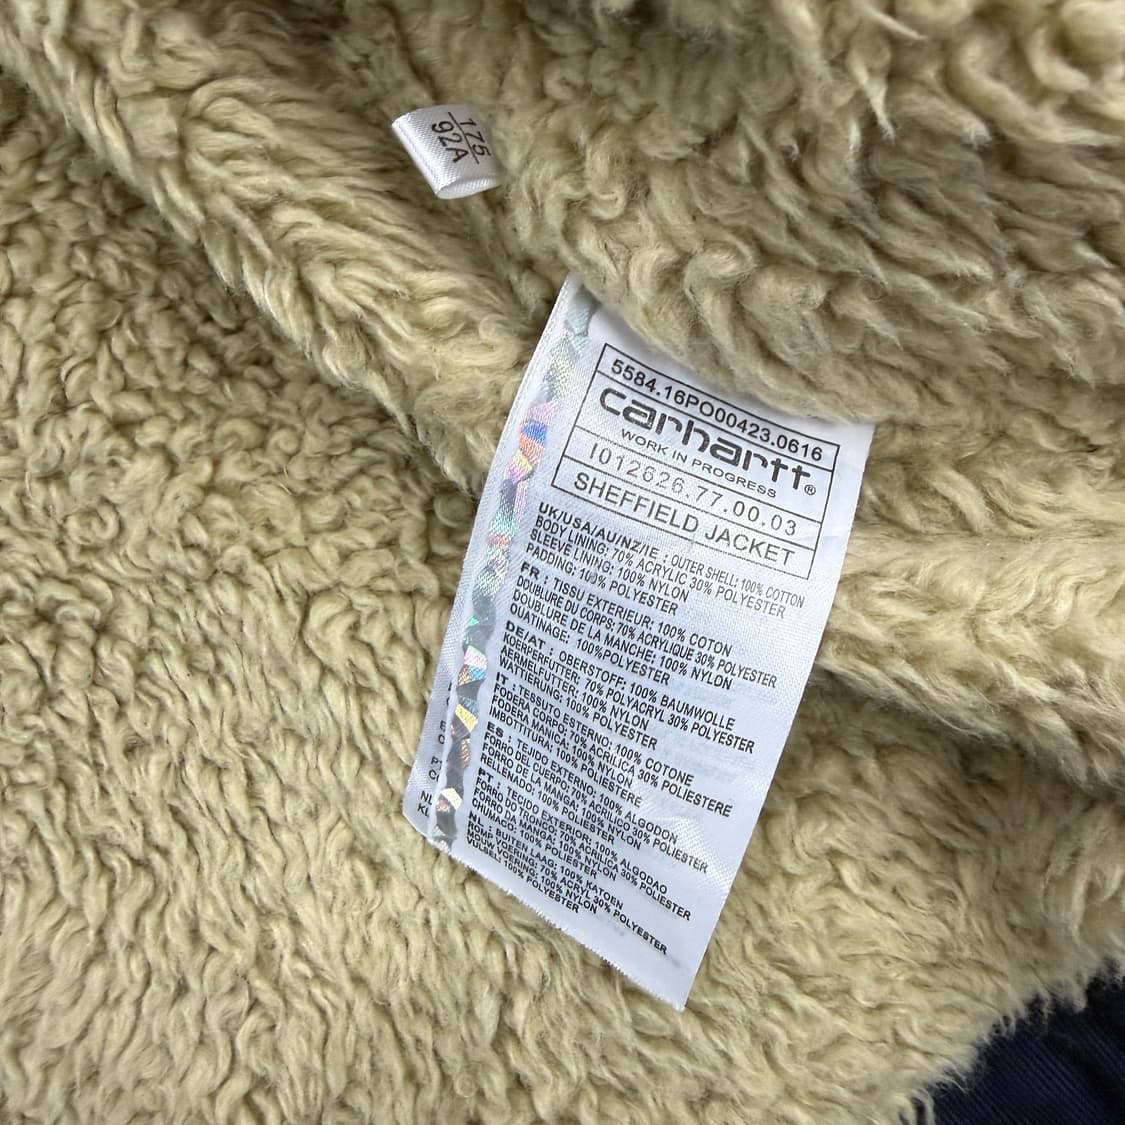 175
92A
5584.16PO00423.0616
carhartt®
WORK IN PROGRESS
I012626.77.00.03
SHEFFIELD JACKET
UK/USA/AU/NZ/IE : OUTER SHELL: 100% COTTON
BODY LINING: 70% ACRYLIC 30% POLYESTER
SLEEVE LINING: 100% NYLON
PADDING: 100% POLYESTER
FR : TISSU EXTERIEUR: 100% COTON
DOUBLURE DU CORPS: 70% ACRYLIQUE 30% POLYESTER
DOUBLURE DE LA MANCHE: 100% NYLON
OUATINAGE: 100%POLYESTER
DE/AT : OBERSTOFF: 100% BAUMWOLLE
KOERPERFUTTER: 70% POLYACRYL 30% POLYESTER
AERMELFUTTER: 100% NYLON
WATTIERUNG: 100% POLYESTER
IT : TESSUTO ESTERNO: 100% COTONE
FODERA CORPO: 70% ACRILICA 30% POLIESTERE
FODERA MANICA: 100% NYLON
IMBOTTITURA: 100% POLIESTERE
ES : TEJIDO EXTERNO: 100% ALGODON
FORRO DEL CUERPO: 70% ACRILICO 30% POLIESTER
FORRO DE MANGA: 100% NYLON
RELLENADO: 100% POLIESTER
PT : TECIDO EXTERIOR: 100% ALGODAO
FORRO DO TRONCO: 70% ACRILICA 30% POLIESTER
FORRO DA MANGA: 100% NYLON
CHUMACO: 100% POLIESTER
NL : BUITEN LAAG: 100% KATOEN
ROMP VOERING: 70% ACRYL 30% POLYESTER
MOUW VOERING: 100% NYLON
VULSEL: 100% POLYESTER